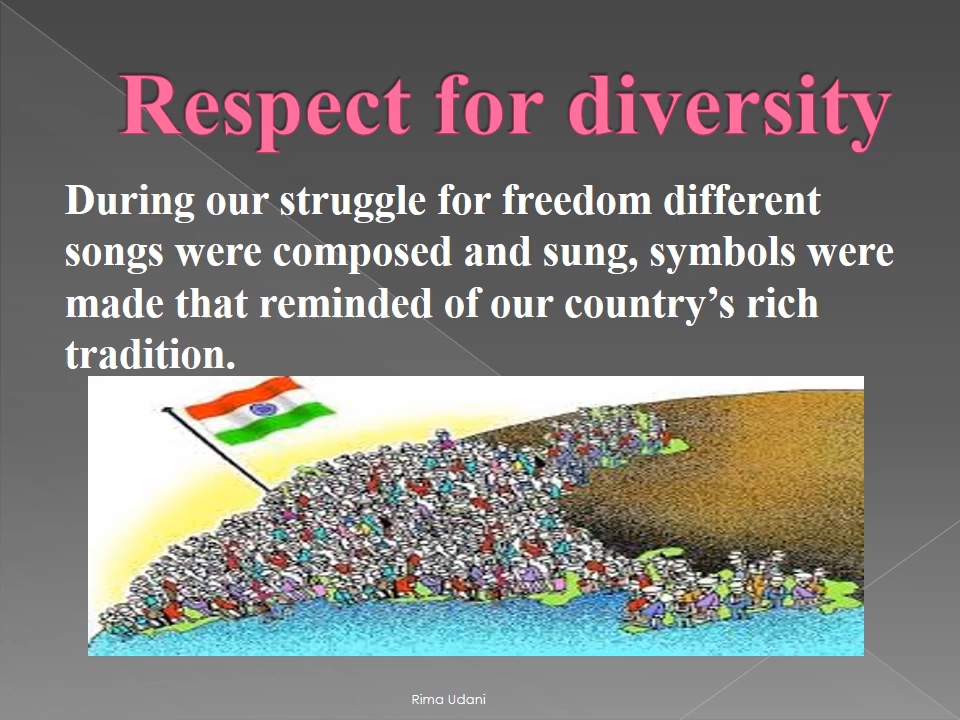 Respect for diversity
During our struggle for freedom different
songs were composed and sung, symbols were
made that reminded of our country’s rich
tradition.
Rima Udani